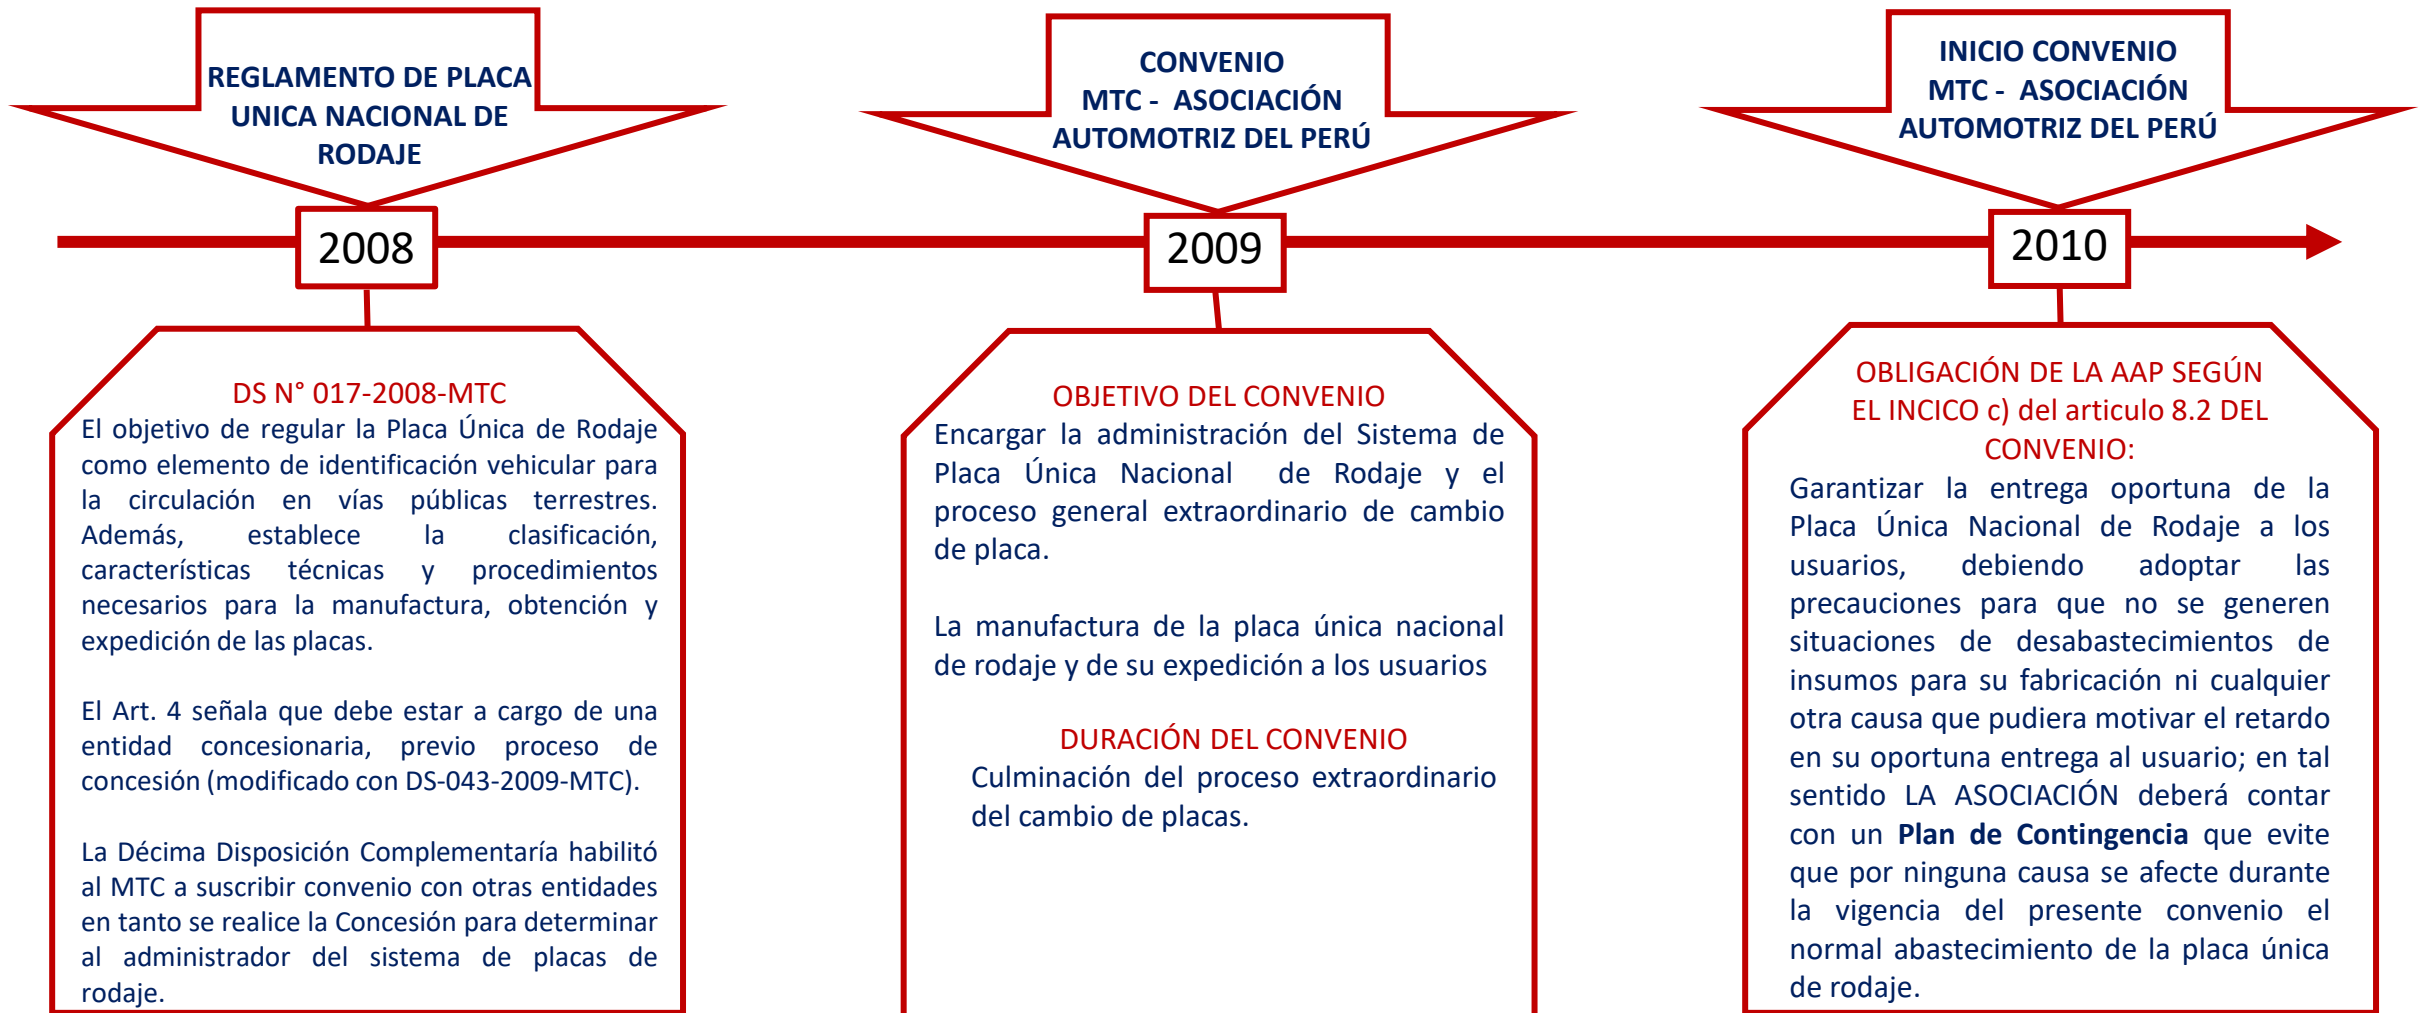 REGLAMENTO DE PLACA
UNICA NACIONAL DE
RODAJE
2008
DS N° 017-2008-MTC
El objetivo de regular la Placa Única de Rodaje
como elemento de identificación vehicular para
la circulación en vías públicas terrestres.
Además, establece la clasificación,
características técnicas y procedimientos
necesarios para la manufactura, obtención y
expedición de las placas.
El Art. 4 señala que debe estar a cargo de una
entidad concesionaria, previo proceso de
concesión (modificado con DS-043-2009-MTC).
La Décima Disposición Complementaría habilitó
al MTC a suscribir convenio con otras entidades
en tanto se realice la Concesión para determinar
al administrador del sistema de placas de
rodaje.
CONVENIO
MTC - ASOCIACIÓN
AUTOMOTRIZ DEL PERÚ
2009
OBJETIVO DEL CONVENIO
Encargar la administración del Sistema de
Placa Única Nacional de Rodaje y el
proceso general extraordinario de cambio
de placa.
La manufactura de la placa única nacional
de rodaje y de su expedición a los usuarios
DURACIÓN DEL CONVENIO
Culminación del proceso extraordinario
del cambio de placas.
INICIO CONVENIO
MTC - ASOCIACIÓN
AUTOMOTRIZ DEL PERÚ
2010
OBLIGACIÓN DE LA AAP SEGÚN
EL INCICO c) del articulo 8.2 DEL
CONVENIO:
Garantizar la entrega oportuna de la
Placa Única Nacional de Rodaje a los
usuarios, debiendo adoptar las
precauciones para que no se generen
situaciones de desabastecimientos de
insumos para su fabricación ni cualquier
otra causa que pudiera motivar el retardo
en su oportuna entrega al usuario; en tal
sentido LA ASOCIACIÓN deberá contar
con un Plan de Contingencia que evite
que por ninguna causa se afecte durante
la vigencia del presente convenio el
normal abastecimiento de la placa única
de rodaje.